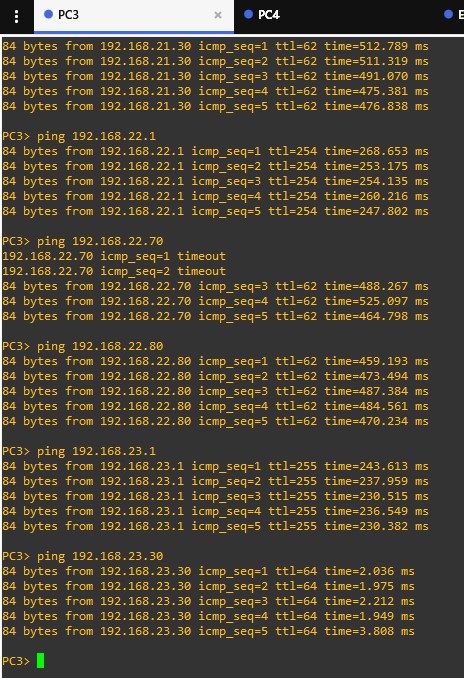 PC3
PC4
84 bytes from 192.168.21.30 icmp_seq=1 ttl=62 time=512.789 ms
84 bytes from 192.168.21.30 icmp_seq=2 ttl=62 time=511.319 ms
84 bytes from 192.168.21.30 icmp_seq=3 ttl=62 time=491.070 ms
84 bytes from 192.168.21.30 icmp_seq=4 ttl=62 time=475.381 ms
84 bytes from 192.168.21.30 icmp_seq=5 ttl=62 time=476.838 ms
PC3> ping 192.168.22.1
84 bytes from 192.168.22.1 icmp_seq=1 ttl=254 time=268.653 ms
84 bytes from 192.168.22.1 icmp_seq=2 ttl=254 time=253.175 ms
84 bytes from 192.168.22.1 icmp_seq=3 ttl=254 time=254.135 ms
84 bytes from 192.168.22.1 icmp_seq=4 ttl=254 time=260.216 ms
84 bytes from 192.168.22.1 icmp_seq=5 ttl=254 time=247.802 ms
PC3> ping 192.168.22.70
192.168.22.70 icmp_seq=1 timeout
192.168.22.70 icmp_seq=2 timeout
84 bytes from 192.168.22.70 icmp_seq=3 ttl=62 time=488.267 ms
84 bytes from 192.168.22.70 icmp_seq=4 ttl=62 time=525.097 ms
84 bytes from 192.168.22.70 icmp_seq=5 ttl=62 time=464.798 ms
PC3> ping 192.168.22.80
84 bytes from 192.168.22.80 icmp_seq=1 ttl=62 time=459.193 ms
84 bytes from 192.168.22.80 icmp_seq=2 ttl=62 time=473.494 ms
84 bytes from 192.168.22.80 icmp_seq=3 ttl=62 time=487.384 ms
84 bytes from 192.168.22.80 icmp_seq=4 ttl=62 time=484.561 ms
84 bytes from 192.168.22.80 icmp_seq=5 ttl=62 time=470.234 ms
PC3> ping 192.168.23.1
84 bytes from 192.168.23.1 icmp_seq=1 ttl=255 time=243.613 ms
84 bytes from 192.168.23.1 icmp_seq=2 ttl=255 time=237.959 ms
84 bytes from 192.168.23.1 icmp_seq=3 ttl=255 time=230.515 ms
84 bytes from 192.168.23.1 icmp_seq=4 ttl=255 time=236.549 ms
84 bytes from 192.168.23.1 icmp_seq=5 ttl=255 time=230.382 ms
PC3> ping 192.168.23.30
84 bytes from 192.168.23.30 icmp_seq=1 ttl=64 time=2.036 ms
84 bytes from 192.168.23.30 icmp_seq=2 ttl=64 time=1.975 ms
84 bytes from 192.168.23.30 icmp_seq=3 ttl=64 time=2.212 ms
84 bytes from 192.168.23.30 icmp_seq=4 ttl=64 time=1.949 ms
84 bytes from 192.168.23.30 icmp_seq=5 ttl=64 time=3.808 ms
PC3>